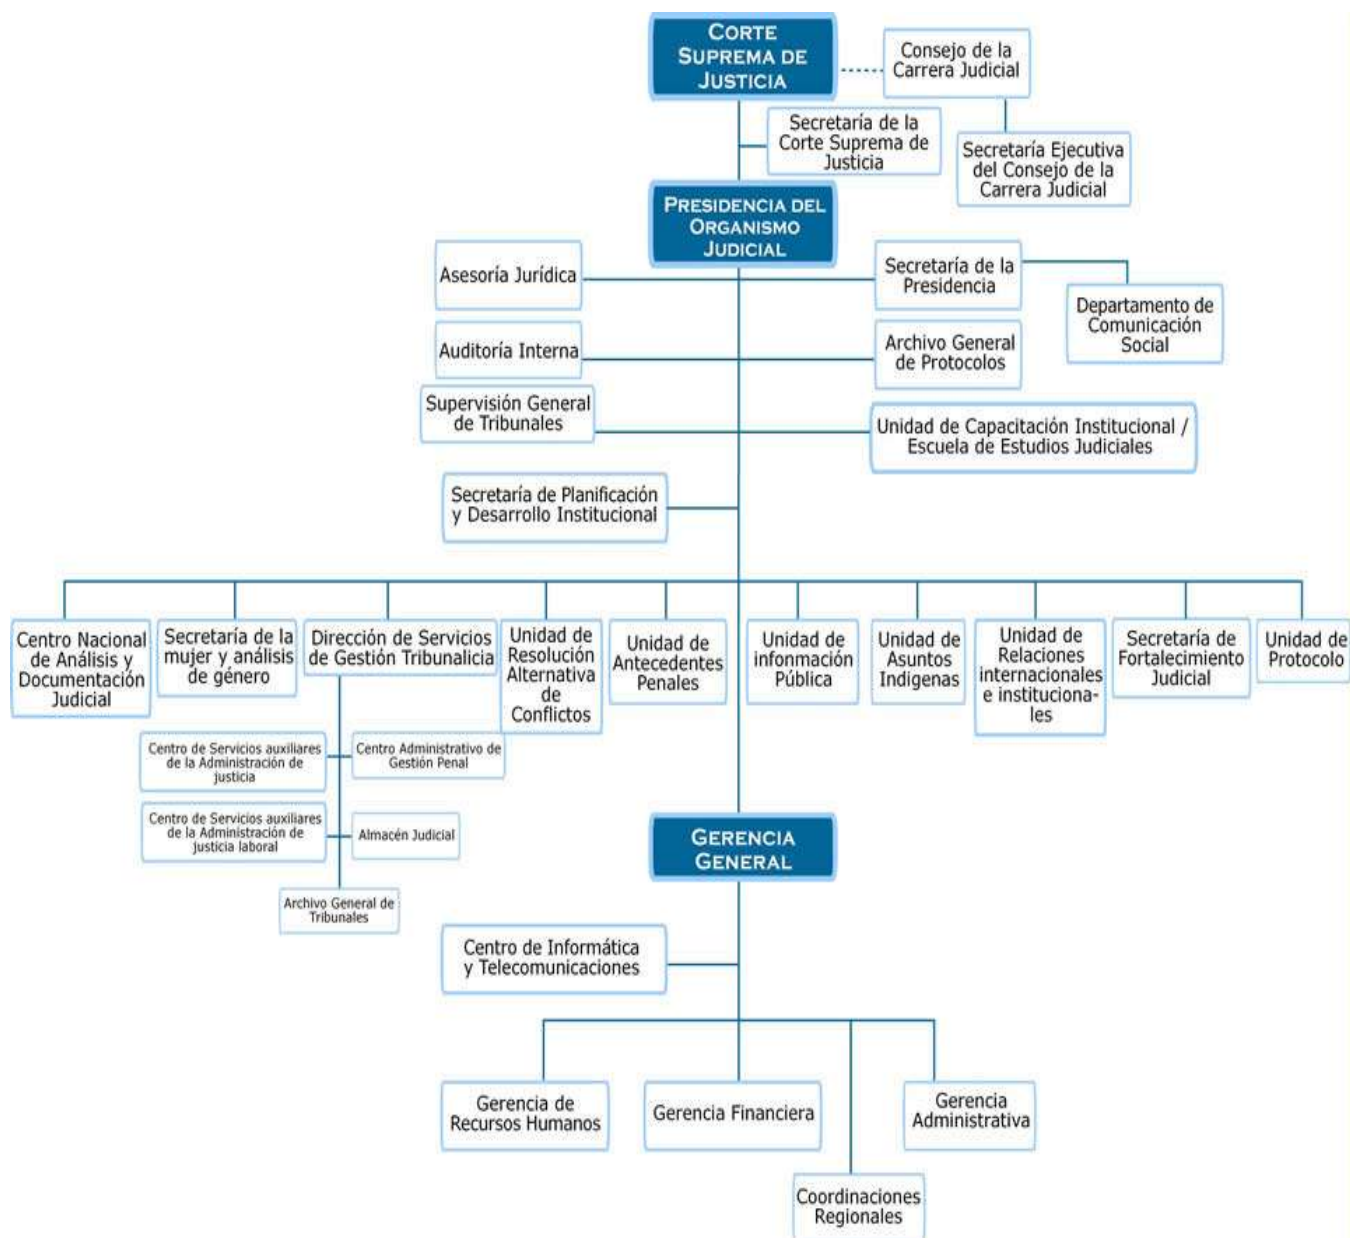 CORTE
SUPREMA DE
JUSTICIA
Consejo de la
Carrera Judicial
Secretaría de la
Corte Suprema de
Justicia
Secretaría Ejecutiva
del Consejo de la
Carrera Judicial
PRESIDENCIA DEL
ORGANISMO
JUDICIAL
Asesoría Jurídica
Secretaría de la
Presidencia
Departamento de
Comunicación
Social
Auditoría Interna
Archivo General
de Protocolos
Supervisión General
de Tribunales
Unidad de Capacitación Institucional /
Escuela de Estudios Judiciales
Secretaría de Planificación
y Desarrollo Institucional
Centro Nacional
de Análisis y
Documentación
Judicial
Secretaría de la
mujer y análisis
de género
Dirección de Servicios
de Gestión Tribunalicia
Unidad de
Resolución
Alternativa
de
Conflictos
Unidad de
Antecedentes
Penales
Unidad de
infonmación
Pública
Unidad de
Asuntos
Indigenas
Unidad de
Relaciones
internacionales
e instituciona-
les
Secretaría de
Fortalecimiento
Judicial
Unidad de
Protocolo
Centro de Servicios auxiliares
de la Administración de
justicia
Centro Administrativo de
Gestión Penal
Centro de Servicios auxiliares
de la Administración de
justicia laboral
Almacén Judicial
Archivo General de
Tribunales
GERENCIA
GENERAL
Centro de Informática
y Telecomunicaciones
Gerencia de
Recursos Humanos
Gerencia Financiera
Gerencia
Administrativa
Coordinaciones
Regionales